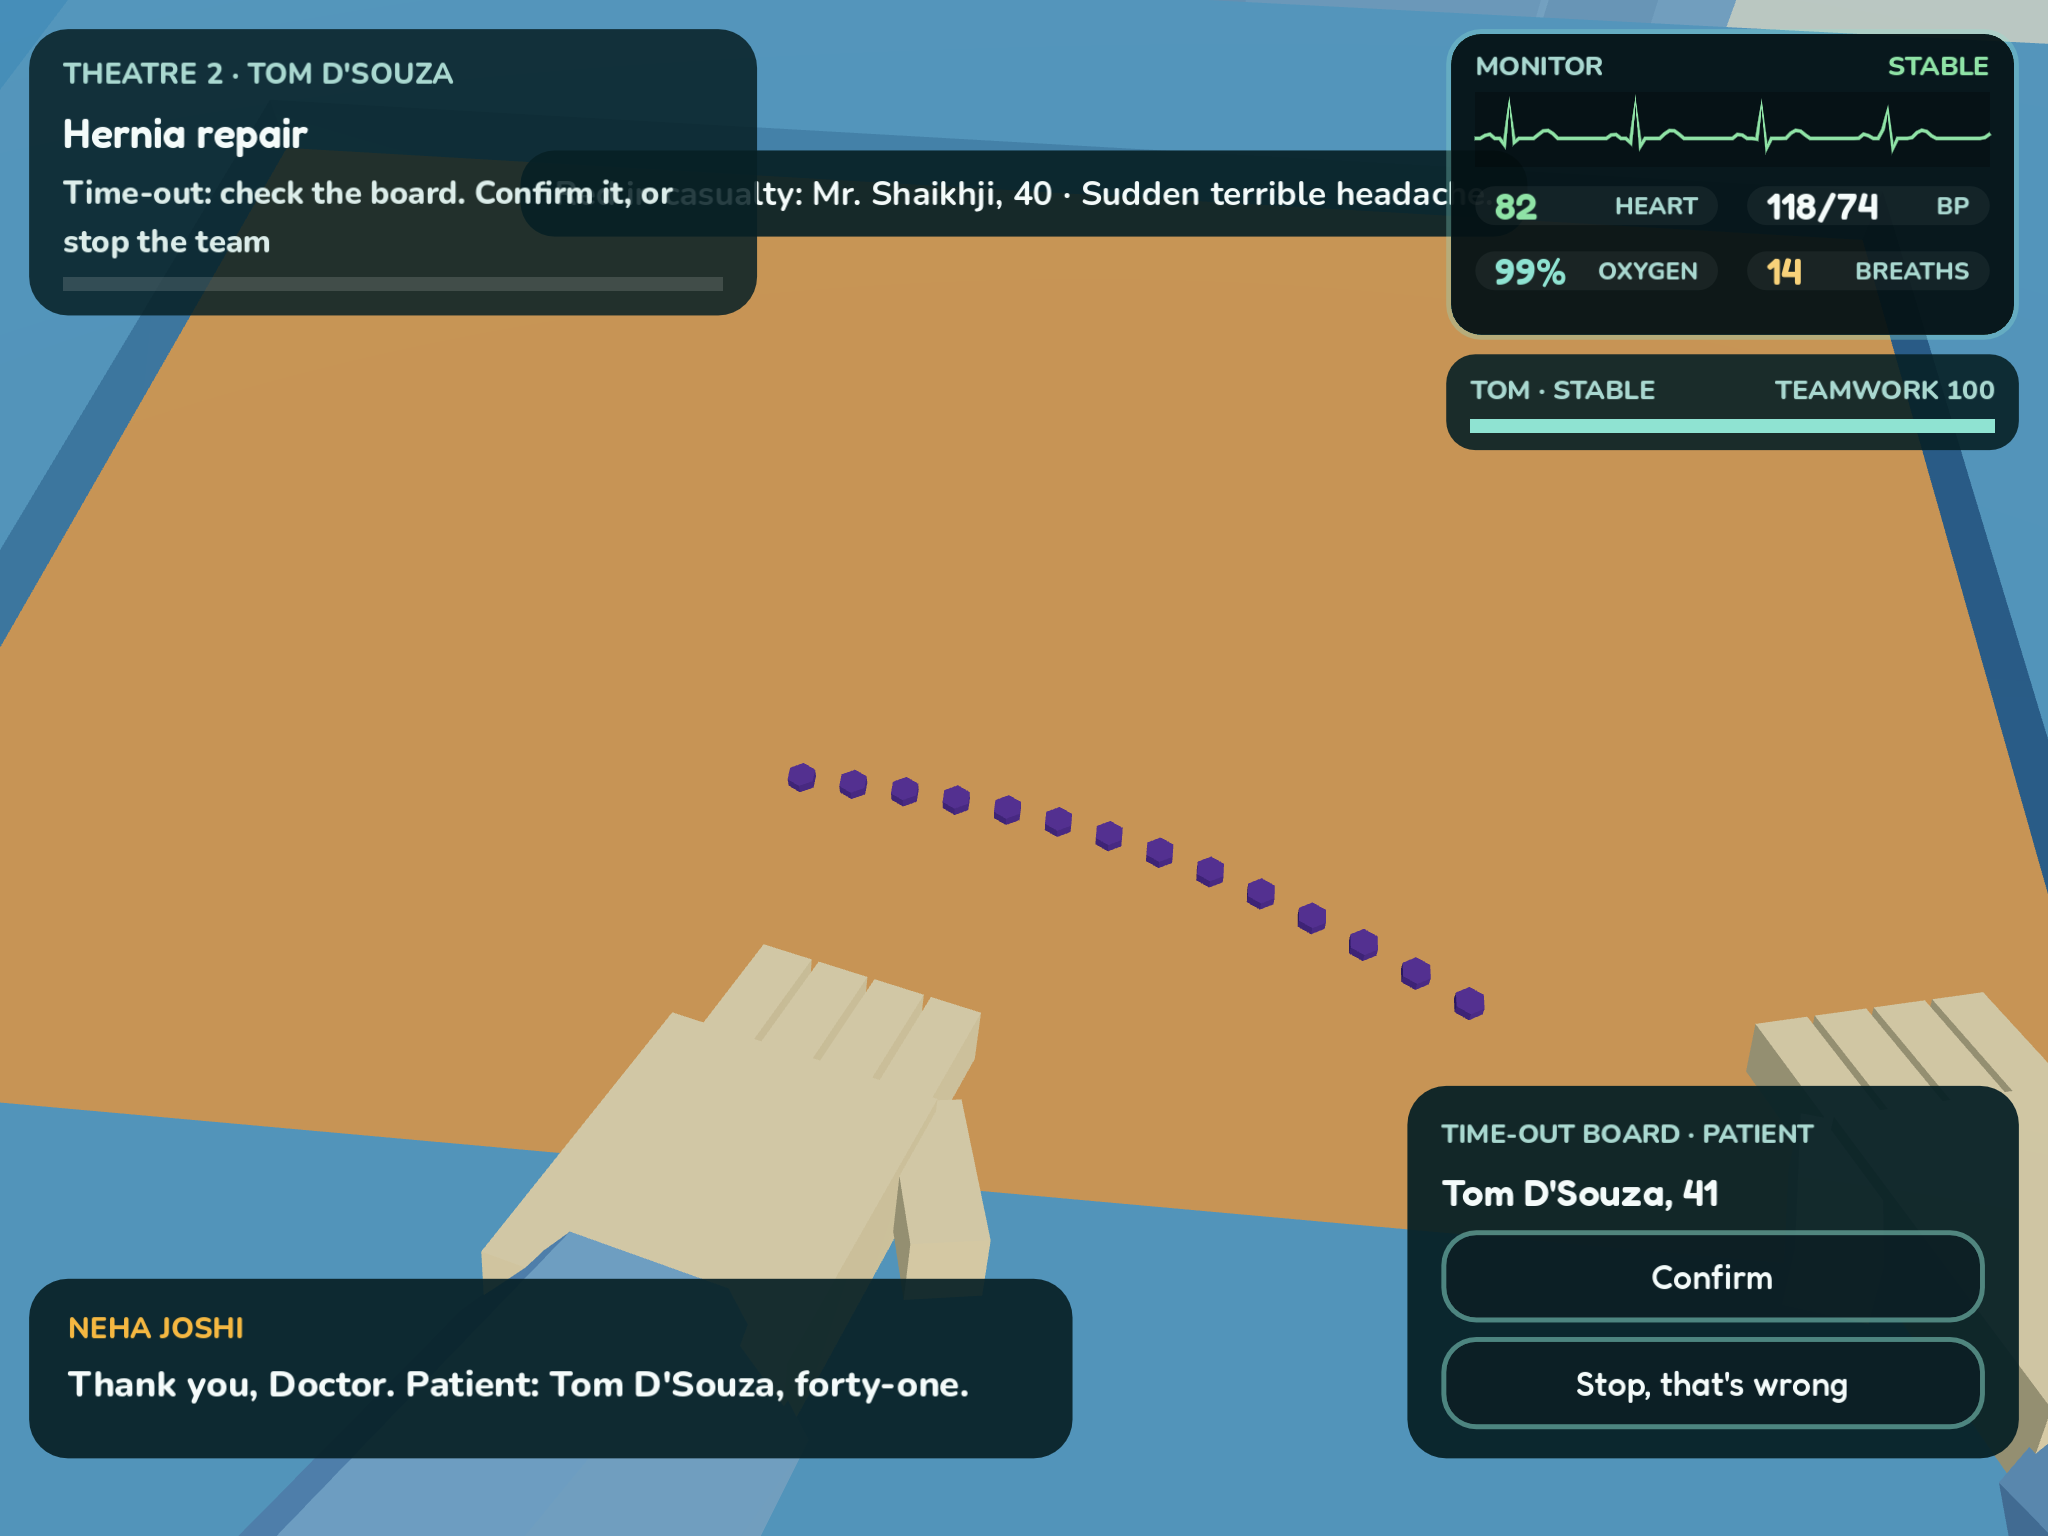 THEATRE 2 · TOM D'SOUZA
Hernia repair
Time-out: check the board. Confirm it, or
stop the team
casualty: Mr. Shaikhji, 40 · Sudden terrible headache.
MONITOR
STABLE
82 HEART
118/74 BP
99% OXYGEN
14 BREATHS
TOM · STABLE
TEAMWORK 100
TIME-OUT BOARD · PATIENT
Tom D'Souza, 41
Confirm
Stop, that's wrong
NEHA JOSHI
Thank you, Doctor. Patient: Tom D'Souza, forty-one.